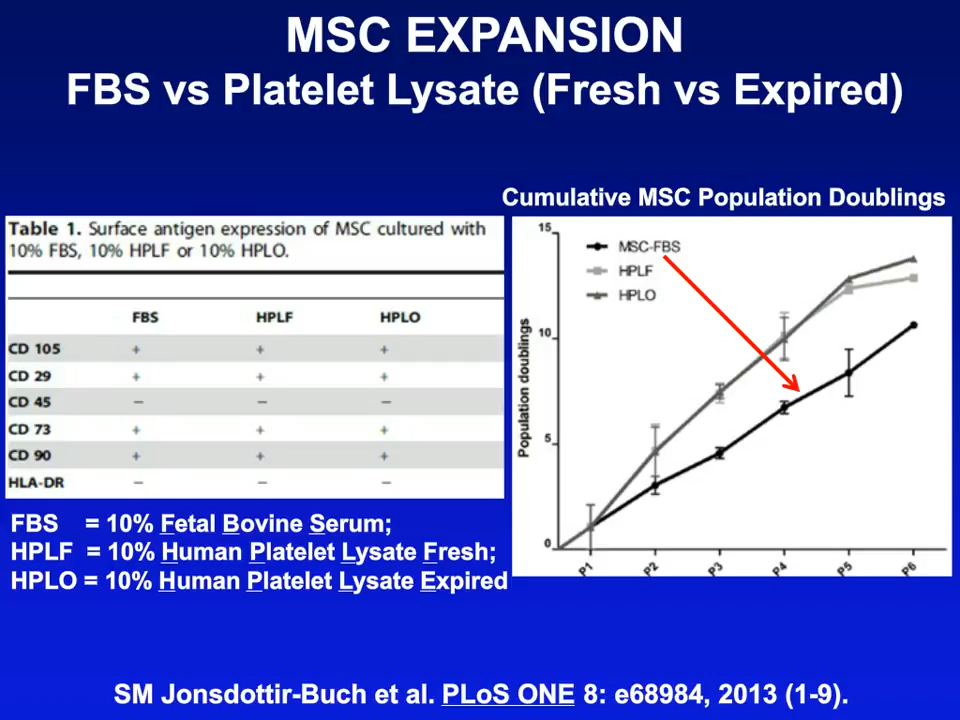 MSC EXPANSION
FBS vs Platelet Lysate (Fresh vs Expired)
Cumulative MSC Population Doublings
Table 1. Surface antigen expression of MSC cultured with
10% FBS, 10% HPLF or 10% HPLO.
FBS HPLF HPLO
CD 105 + + +
CD 29 + + +
CD 45 − − −
CD 73 + + +
CD 90 + + +
HLA-DR − − −
FBS = 10% Fetal Bovine Serum;
HPLF = 10% Human Platelet Lysate Fresh;
HPLO = 10% Human Platelet Lysate Expired
MSC-FBS
HPLF
HPLO
Population doublings
15
10
5
0
P1 P2 P3 P4 P5 P6
SM Jonsdottir-Buch et al. PLoS ONE 8: e68984, 2013 (1-9).